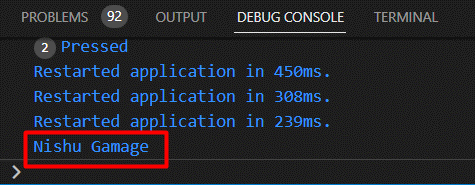 PROBLEMS 92 OUTPUT DEBUG CONSOLE TERMINAL
2 Pressed
Restarted application in 450ms.
Restarted application in 308ms.
Restarted application in 239ms.
Nishu Gamage
>